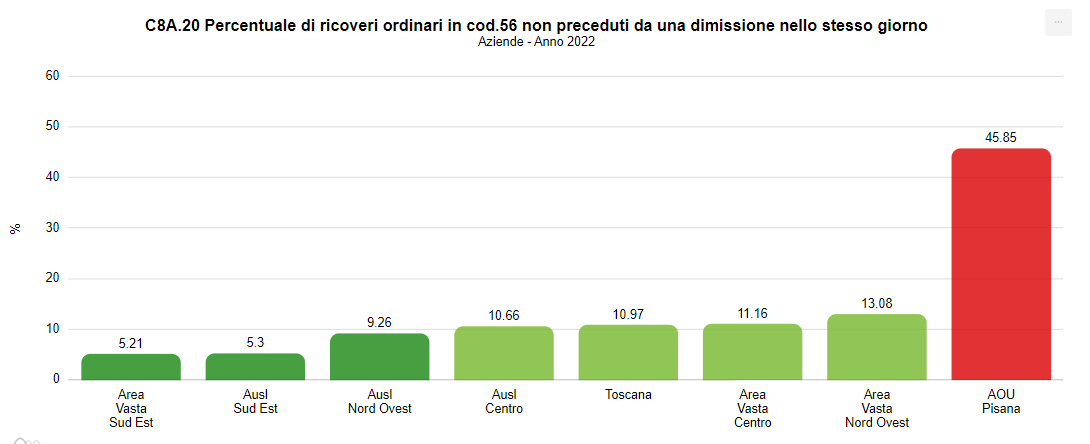 C8A.20 Percentuale di ricoveri ordinari in cod.56 non preceduti da una dimissione nello stesso giorno
Aziende - Anno 2022
...
60
50
40
30
20
10
0
%
5.21
5.3
9.26
10.66
10.97
11.16
13.08
45.85
Area
Vasta
Sud Est
Ausl
Sud Est
Ausl
Nord Ovest
Ausl
Centro
Toscana
Area
Vasta
Centro
Area
Vasta
Nord Ovest
AOU
Pisana